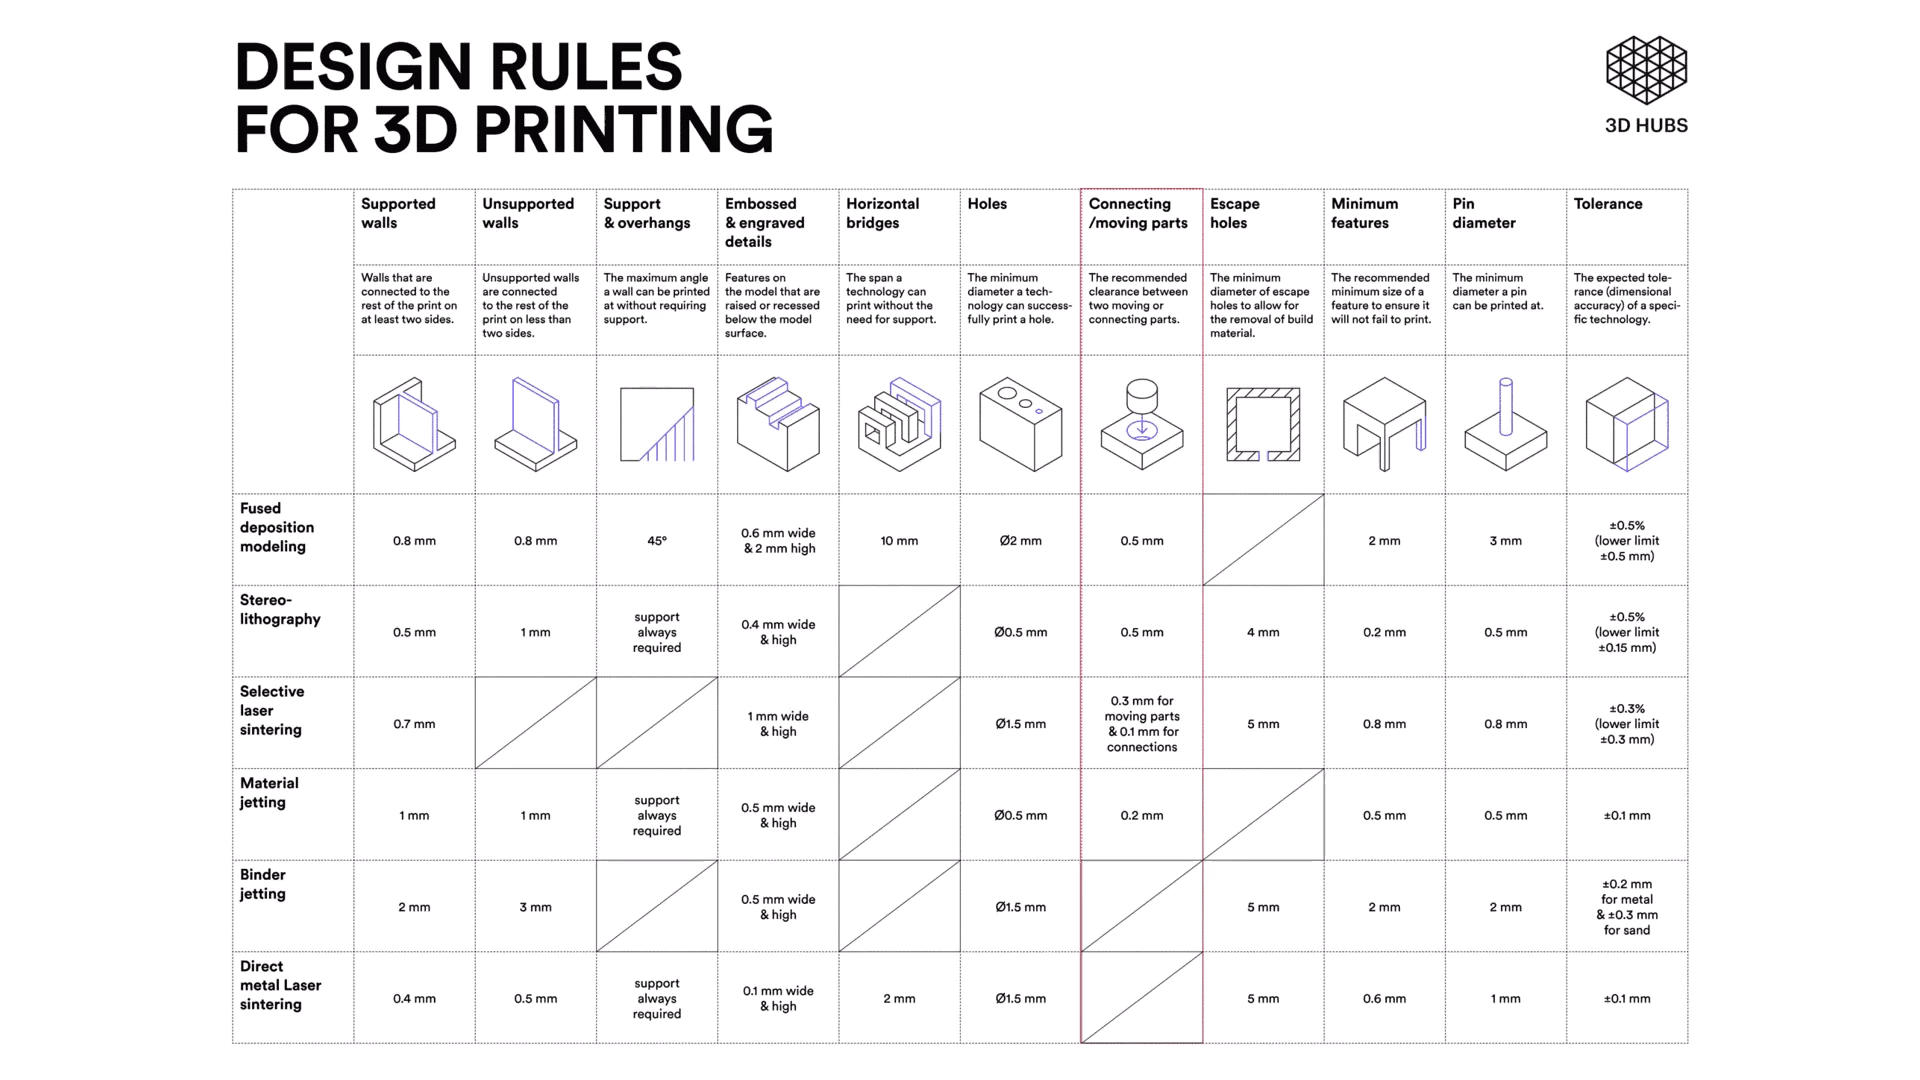 DESIGN RULES
FOR 3D PRINTING
3D HUBS
Supported
walls
Unsupported
walls
Support
& overhangs
Embossed
& engraved
details
Horizontal
bridges
Holes
Connecting
/moving parts
Escape
holes
Minimum
features
Pin
diameter
Tolerance
Walls that are
connected to the
rest of the print on
at least two sides.
Unsupported walls
are connected
to the rest of the
print on less than
two sides.
The maximum angle
a wall can be printed
at without requiring
support.
Features on
the model that are
raised or recessed
below the model
surface.
The span a
technology can
print without the
need for support.
The minimum
diameter a tech-
nology can success-
fully print a hole.
The recommended
clearance between
two moving or
connecting parts.
The minimum
diameter of escape
holes to allow for
the removal of build
material.
The recommended
minimum size of a
feature to ensure it
will not fail to print.
The minimum
diameter a pin
can be printed at.
The expected tole-
rance (dimensional
accuracy) of a speci-
fic technology.
Fused
deposition
modeling
0.8 mm
0.8 mm
45°
0.6 mm wide
& 2 mm high
10 mm
Ø2 mm
0.5 mm
2 mm
3 mm
±0.5%
(lower limit
±0.5 mm)
Stereo-
lithography
0.5 mm
1 mm
support
always
required
0.4 mm wide
& high
Ø0.5 mm
0.5 mm
4 mm
0.2 mm
0.5 mm
±0.5%
(lower limit
±0.15 mm)
Selective
laser
sintering
0.7 mm
1 mm wide
& high
Ø1.5 mm
0.3 mm for
moving parts
& 0.1 mm for
connections
5 mm
0.8 mm
0.8 mm
±0.3%
(lower limit
±0.3 mm)
Material
jetting
1 mm
1 mm
support
always
required
0.5 mm wide
& high
Ø0.5 mm
0.2 mm
0.5 mm
0.5 mm
±0.1 mm
Binder
jetting
2 mm
3 mm
0.5 mm wide
& high
Ø1.5 mm
5 mm
2 mm
2 mm
±0.2 mm
for metal
& ±0.3 mm
for sand
Direct
metal Laser
sintering
0.4 mm
0.5 mm
support
always
required
0.1 mm wide
& high
2 mm
Ø1.5 mm
5 mm
0.6 mm
1 mm
±0.1 mm